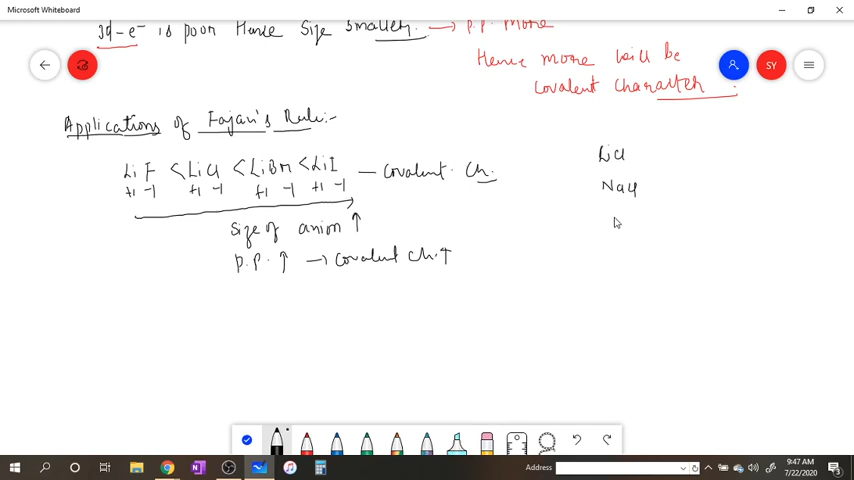 Microsoft Whiteboard
3d-e⁻ is poor Hence Size Smaller → P.P. More
Hence more will be
covalent character
SY
Applications of Fajan's Rule:-
LiF < LiCl < LiBr < LiI — Covalent Ch.
+1 -1 +1 -1 +1 -1 +1 -1
Size of anion ↑
P.P. ↑ → Covalent Ch. ↑
LiCl
NaCl
Address
9:47 AM
7/22/2020